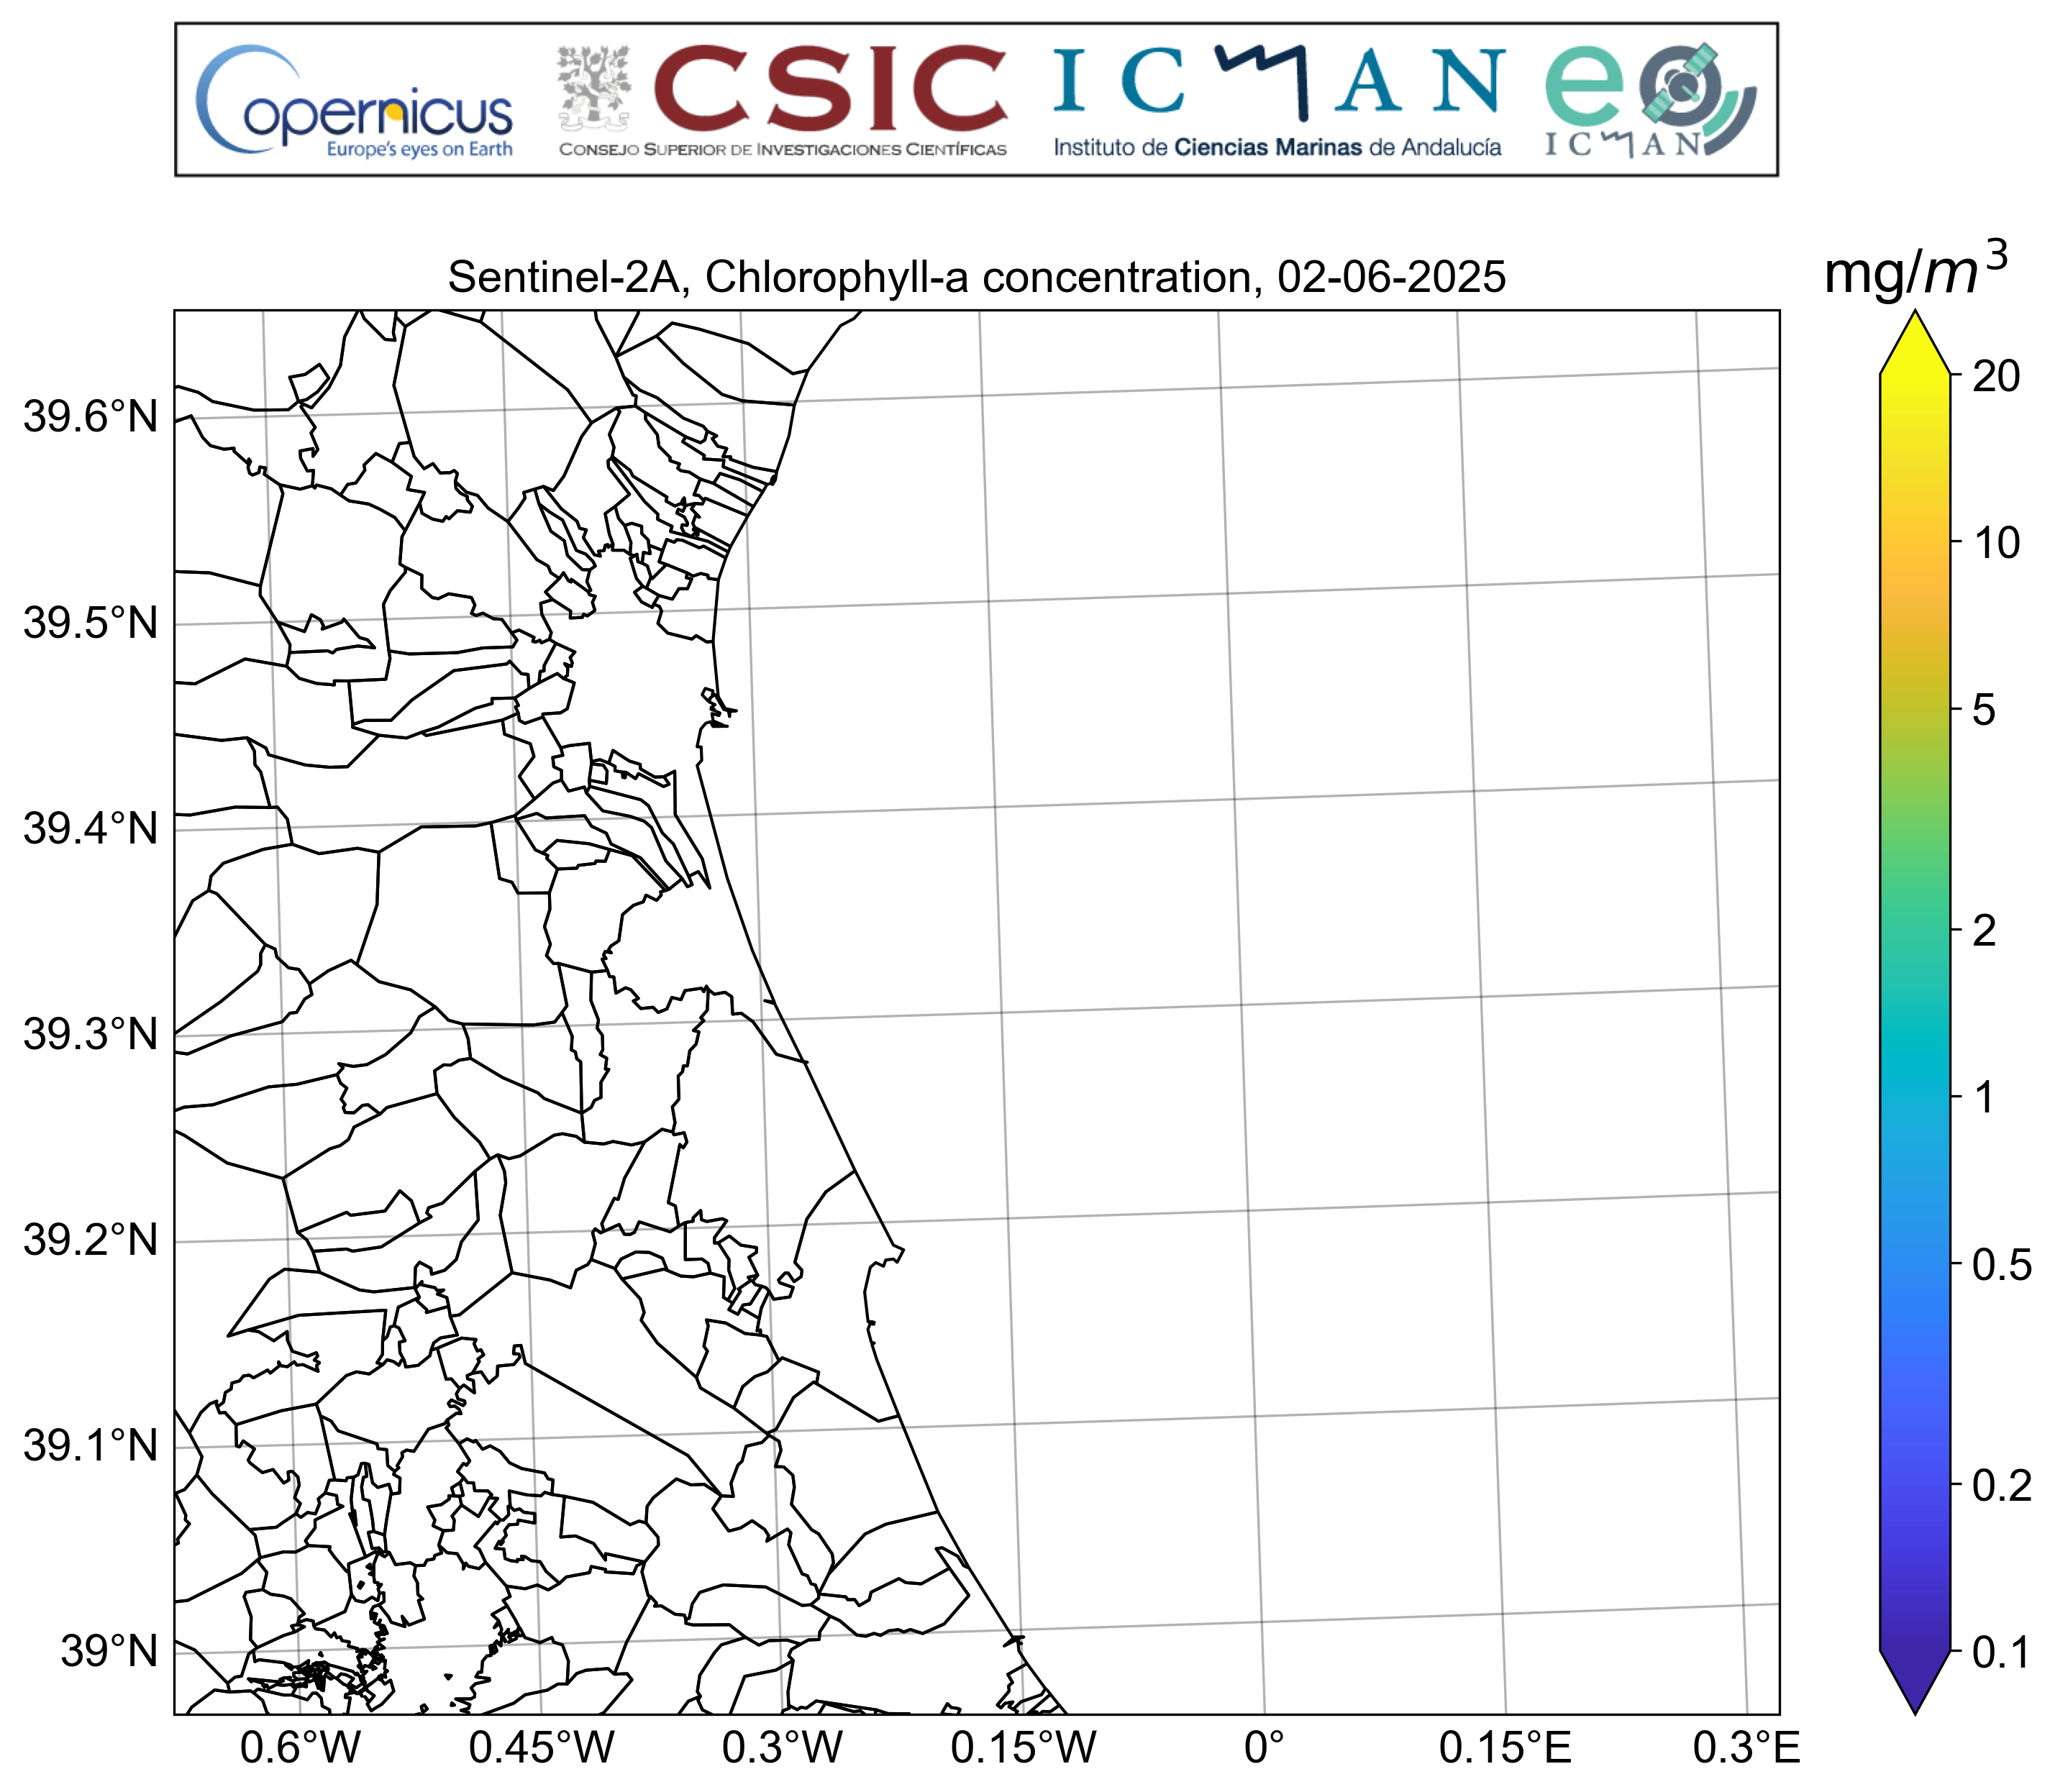 Copernicus
Europe's eyes on Earth
CSIC
CONSEJO SUPERIOR DE INVESTIGACIONES CIENTÍFICAS
ICMAN
Instituto de Ciencias Marinas de Andalucía
eo
ICMAN
Sentinel-2A, Chlorophyll-a concentration, 02-06-2025
mg/m³
39.6°N
39.5°N
39.4°N
39.3°N
39.2°N
39.1°N
39°N
0.6°W
0.45°W
0.3°W
0.15°W
0°
0.15°E
0.3°E
20
10
5
2
1
0.5
0.2
0.1